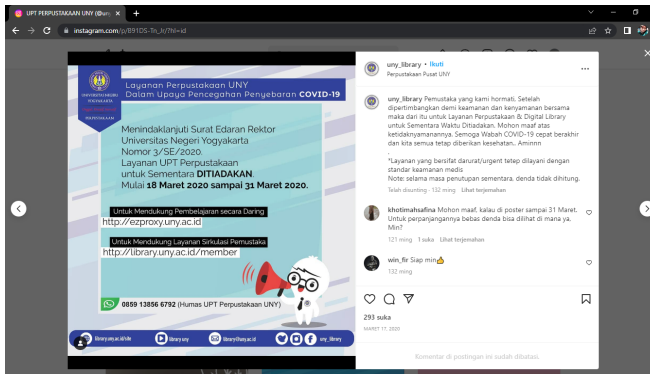 UPT PERPUSTAKAAN UNY (@uny
instagram.com/p/B91DS-Tn_Jr/?hl=id
UNIVERSITAS NEGERI
YOGYAKARTA
PERPUSTAKAAN
Layanan Perpustakaan UNY
Dalam Upaya Pencegahan Penyebaran COVID-19
Menindaklanjuti Surat Edaran Rektor
Universitas Negeri Yogyakarta
Nomor 3/SE/2020.
Layanan UPT Perpustakaan
untuk Sementara DITIADAKAN.
Mulai 18 Maret 2020 sampai 31 Maret 2020.
Untuk Mendukung Pembelajaran secara Daring
http://ezproxy.uny.ac.id
Untuk Mendukung Layanan Sirkulasi Pemustaka
http://library.uny.ac.id/member
0859 13856 6792 (Humas UPT Perpustakaan UNY)
library uny
library@uny.ac.id
uny_library
uny_library • Ikuti
Perpustakaan Pusat UNY
uny_library Pemustaka yang kami hormati. Setelah
dipertimbangkan demi keamanan dan kenyamanan bersama
maka dari itu untuk Layanan Perpustakaan & Digital Library
untuk Sementara Waktu Ditiadakan. Mohon maaf atas
ketidaknyamanannya. Semoga Wabah COVID-19 cepat berakhir
dan kita semua tetap diberikan kesehatan.. Aminnn
.
*Layanan yang bersifat darurat/urgent tetap dilayani dengan
standar keamanan medis
Note: selama masa penutupan sementara, denda tidak dihitung.
Telah disunting · 132 mng Lihat terjemahan
khotimahsafina Mohon maaf, kalau di poster sampai 31 Maret.
Untuk perpanjangannya bebas denda bisa dilihat di mana ya.
Min?
121 mng 1 suka Lihat terjemahan
win_fir Siap min👍
132 mng
293 suka
MARET 17, 2020
Komentar di postingan ini sudah dibatasi.